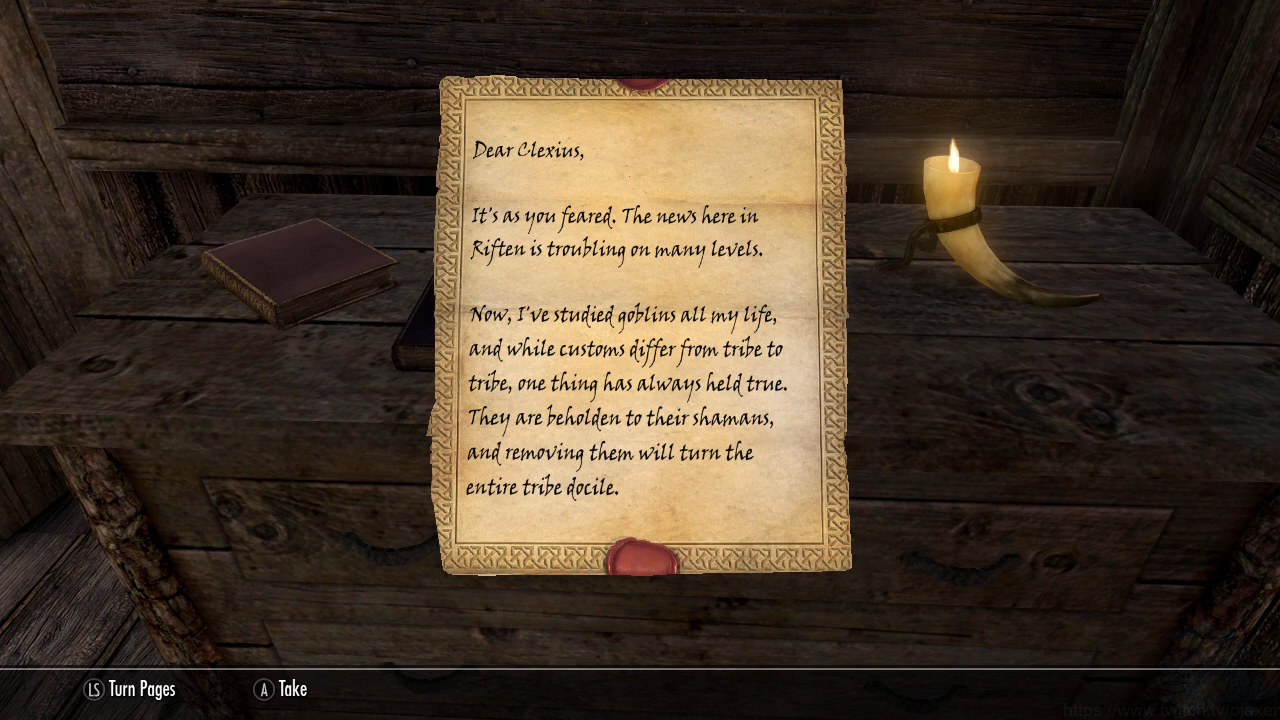 Dear Clexius,
It's as you feared. The news here in
Riften is troubling on many levels.
Now, I've studied goblins all my life,
and while customs differ from tribe to
tribe, one thing has always held true.
They are beholden to their shamans,
and removing them will turn the
entire tribe docile.
LS Turn Pages
A Take